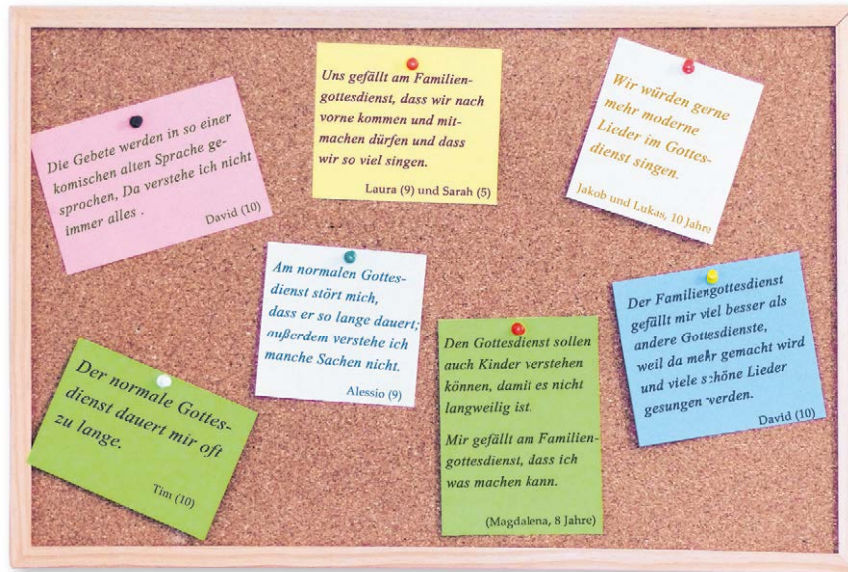 Die Gebete werden in so einer
komischen alten Sprache ge-
sprochen, Da verstehe ich nicht
immer alles .
David (10)
Uns gefällt am Familien-
gottesdienst, dass wir nach
vorne kommen und mit-
machen dürfen und dass
wir so viel singen.
Laura (9) und Sarah (5)
Wir würden gerne
mehr moderne
Lieder im Gottes-
dienst singen.
Jakob und Lukas, 10 Jahre
Am normalen Gottes-
dienst stört mich,
dass er so lange dauert;
außerdem verstehe ich
manche Sachen nicht.
Alessio (9)
Der Familiengottesdienst
gefällt mir viel besser als
andere Gottesdienste,
weil da mehr gemacht wird
und viele schöne Lieder
gesungen werden.
David (10)
Der normale Gottes-
dienst dauert mir oft
zu lange.
Tim (10)
Den Gottesdienst sollen
auch Kinder verstehen
können, damit es nicht
langweilig ist.
Mir gefällt am Familien-
gottesdienst, dass ich
was machen kann.
(Magdalena, 8 Jahre)